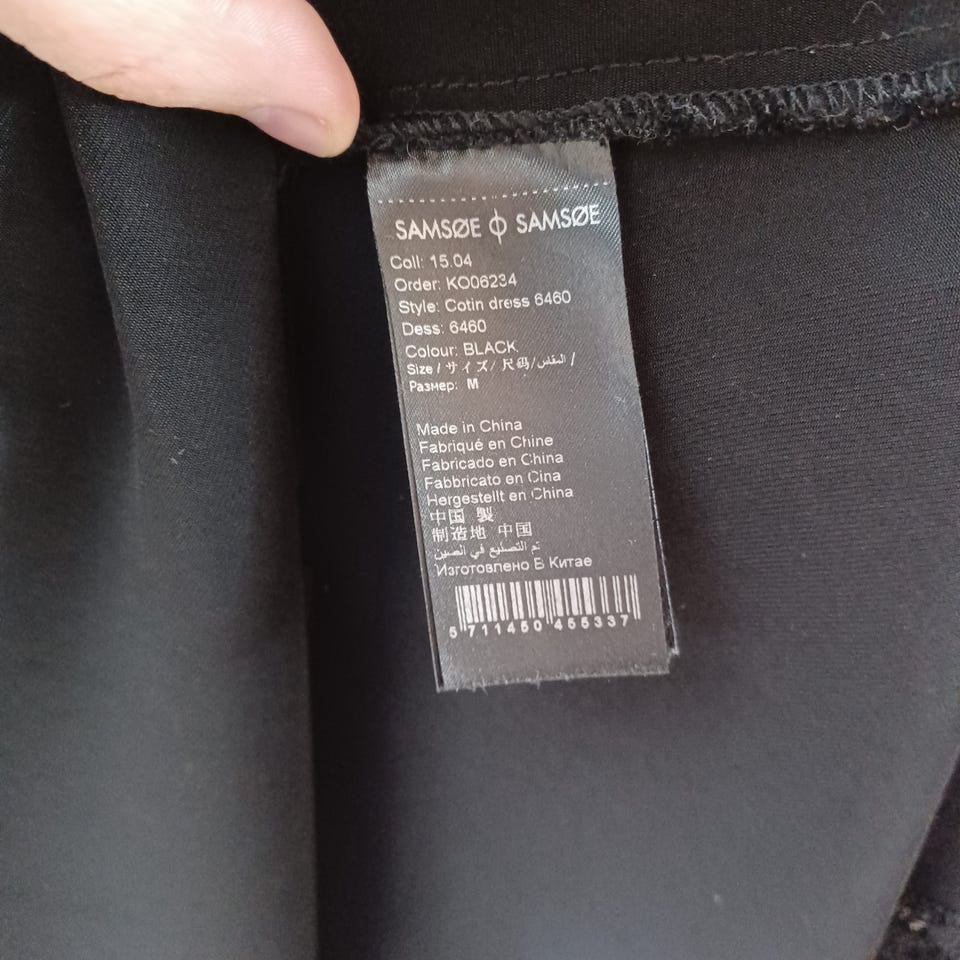 SAMSØE φ SAMSØE
Coll: 15.04
Order: KO06234
Style: Cotin dress 6460
Dess: 6460
Colour: BLACK
Size / サイズ/ 尺码/المقاس /
Размер: M
Made in China
Fabriqué en Chine
Fabricado en China
Fabbricato en Cina
Hergestellt en China
中国 製
制造地 中国
تم التصنيع في الصين
Изготовлено В Китае
5 711450 455337